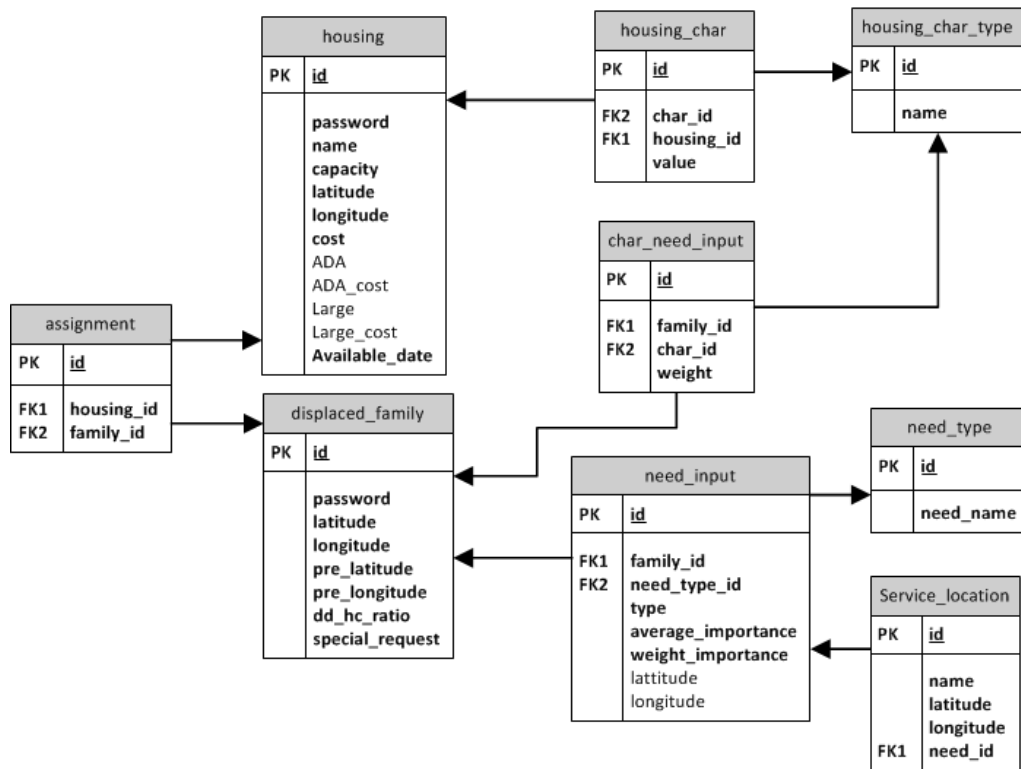 housing
PK id
password
name
capacity
latitude
longitude
cost
ADA
ADA_cost
Large
Large_cost
Available_date
housing_char
PK id
FK2 char_id
FK1 housing_id
value
housing_char_type
PK id
name
char_need_input
PK id
FK1 family_id
FK2 char_id
weight
assignment
PK id
FK1 housing_id
FK2 family_id
displaced_family
PK id
password
latitude
longitude
pre_latitude
pre_longitude
dd_hc_ratio
special_request
need_input
PK id
FK1 family_id
FK2 need_type_id
type
average_importance
weight_importance
lattitude
longitude
need_type
PK id
need_name
Service_location
PK id
name
latitude
longitude
FK1 need_id